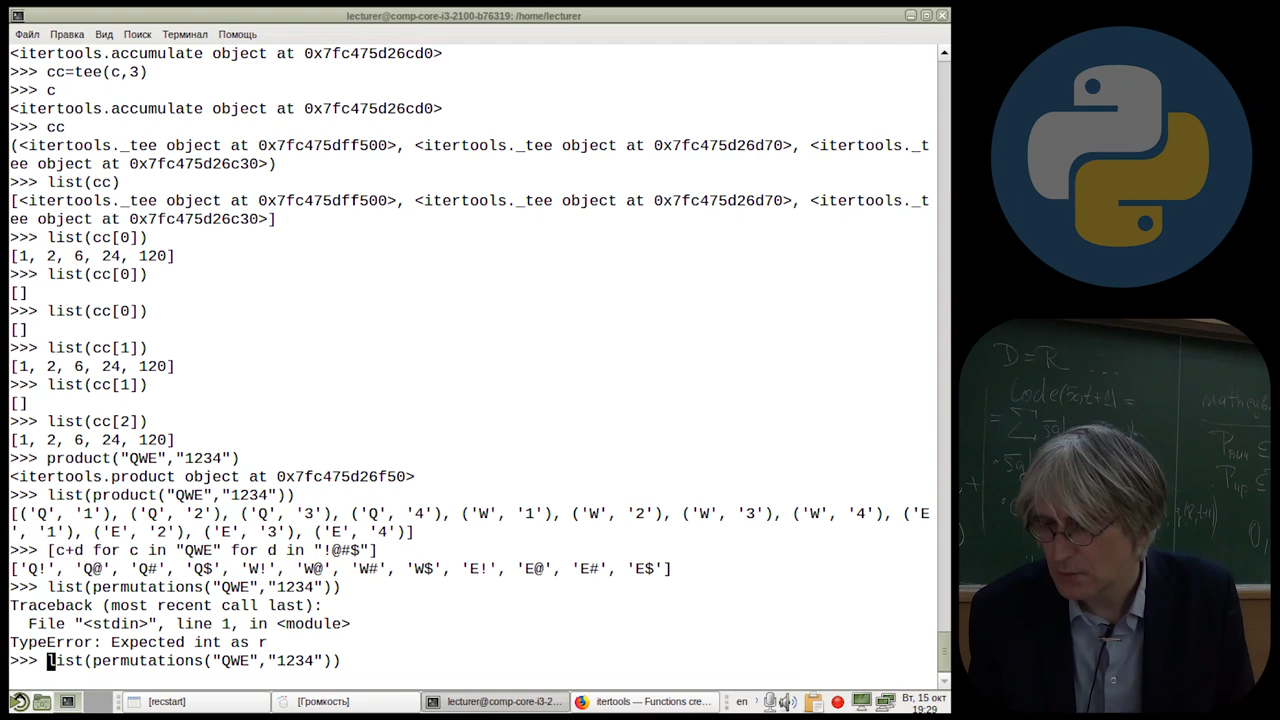 lecturer@comp-core-i3-2100-b76319: /home/lecturer
Файл Правка Вид Поиск Терминал Помощь
<itertools.accumulate object at 0x7fc475d26cd0>
>>> cc=tee(c,3)
>>> c
<itertools.accumulate object at 0x7fc475d26cd0>
>>> cc
(<itertools._tee object at 0x7fc475dff500>, <itertools._tee object at 0x7fc475d26d70>, <itertools._t
ee object at 0x7fc475d26c30>)
>>> list(cc)
[<itertools._tee object at 0x7fc475dff500>, <itertools._tee object at 0x7fc475d26d70>, <itertools._t
ee object at 0x7fc475d26c30>]
>>> list(cc[0])
[1, 2, 6, 24, 120]
>>> list(cc[0])
[]
>>> list(cc[0])
[]
>>> list(cc[1])
[1, 2, 6, 24, 120]
>>> list(cc[1])
[]
>>> list(cc[2])
[1, 2, 6, 24, 120]
>>> product("QWE","1234")
<itertools.product object at 0x7fc475d26f50>
>>> list(product("QWE","1234"))
[('Q', '1'), ('Q', '2'), ('Q', '3'), ('Q', '4'), ('W', '1'), ('W', '2'), ('W', '3'), ('W', '4'), ('E
', '1'), ('E', '2'), ('E', '3'), ('E', '4')]
>>> [c+d for c in "QWE" for d in "!@#$"]
['Q!', 'Q@', 'Q#', 'Q$', 'W!', 'W@', 'W#', 'W$', 'E!', 'E@', 'E#', 'E$']
>>> list(permutations("QWE","1234"))
Traceback (most recent call last):
  File "<stdin>", line 1, in <module>
TypeError: Expected int as r
>>> list(permutations("QWE","1234"))
[recstart] [Громкость] lecturer@comp-core-i3-2... itertools — Functions cre... en Вт, 15 окт
19:29
D = R ...
Code(